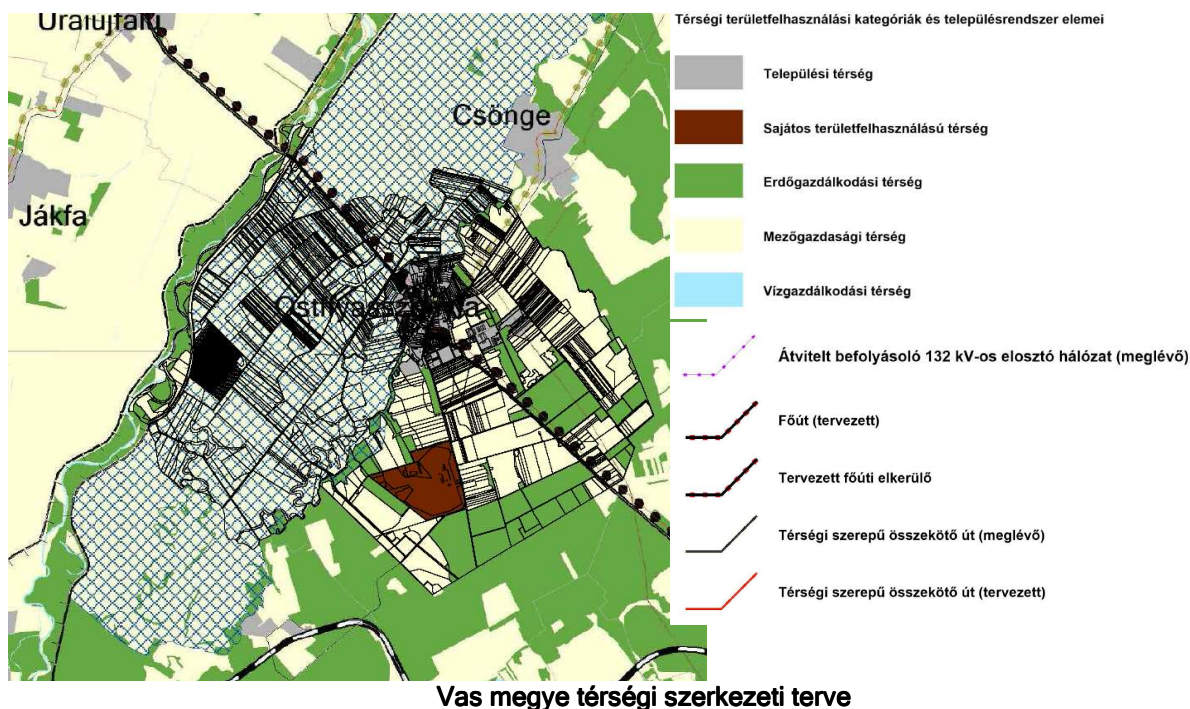 Térségi területfelhasználási kategóriák és településrendszer elemei
Csönge
Jákfa
Települési térség
Sajátos területfelhasználású térség
Erdőgazdálkodási térség
Mezőgazdasági térség
Vízgazdálkodási térség
Átvitelt befolyásoló 132 kV-os elosztó hálózat (meglévő)
Főút (tervezett)
Tervezett főúti elkerülő
Térségi szerepű összekötő út (meglévő)
Térségi szerepű összekötő út (tervezett)
Vas megye térségi szerkezeti terve